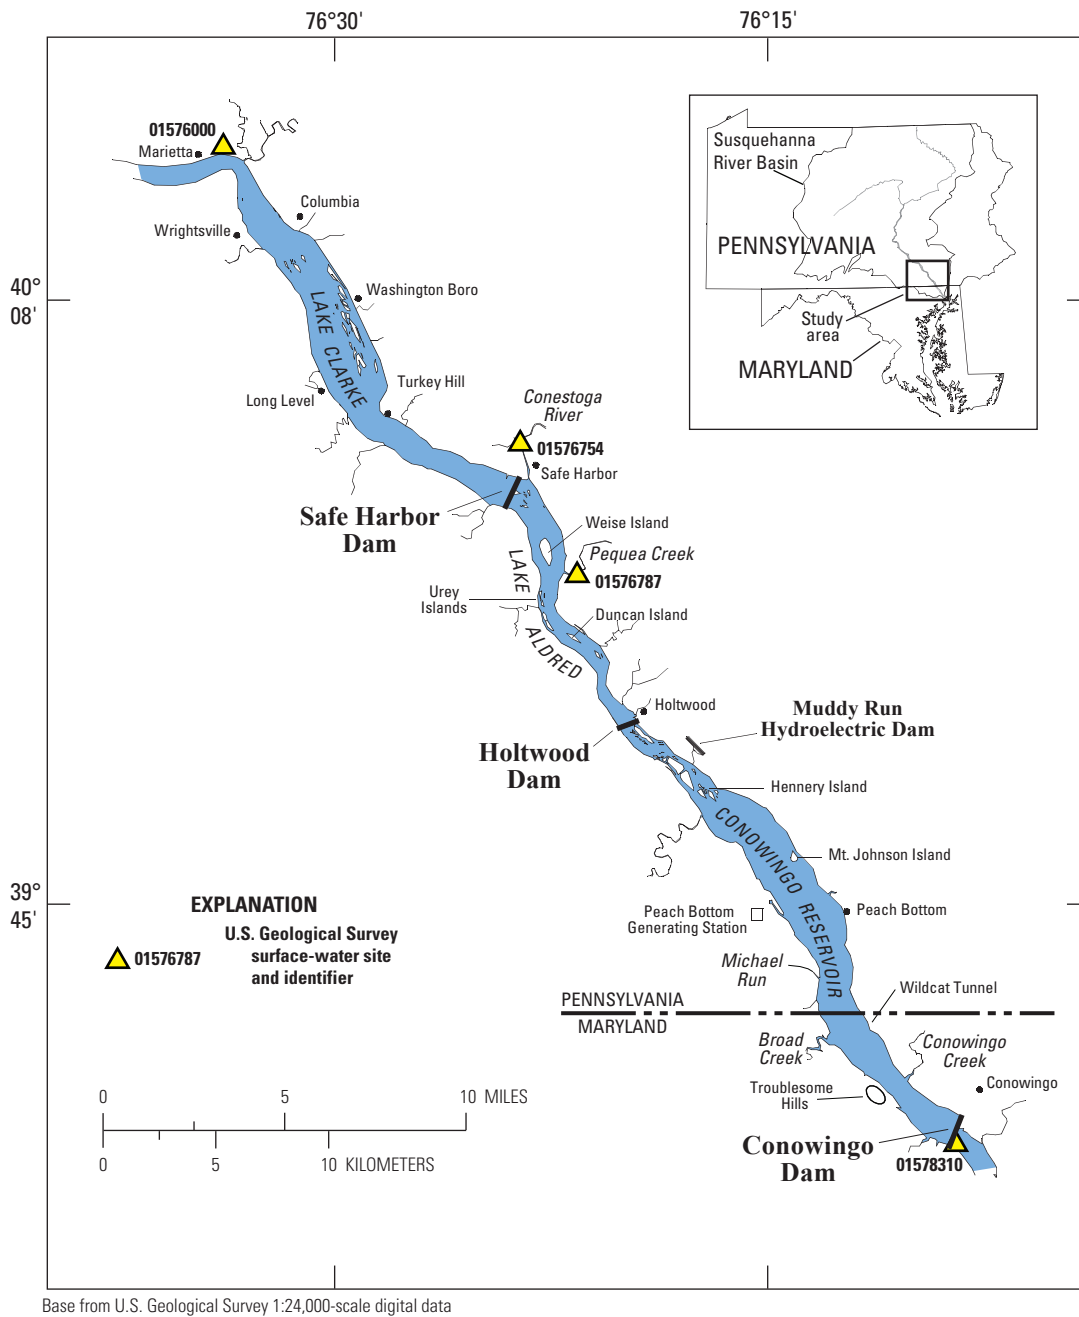 76°30'
76°15'
01576000
Marietta
Columbia
Wrightsville
40°
08'
Washington Boro
LAKE CLARKE
Turkey Hill
Long Level
Conestoga
River
01576754
Safe Harbor
Safe Harbor
Dam
Weise Island
Pequea Creek
01576787
LAKE ALDRED
Urey
Islands
Duncan Island
Holtwood
Muddy Run
Hydroelectric Dam
Holtwood
Dam
Hennery Island
CONOWINGO RESERVOIR
Mt. Johnson Island
39°
45'
Peach Bottom
Generating Station
Peach Bottom
Michael
Run
Wildcat Tunnel
PENNSYLVANIA
MARYLAND
Broad
Creek
Conowingo
Creek
Troublesome
Hills
Conowingo
Conowingo
Dam
01578310
Susquehanna
River Basin
PENNSYLVANIA
Study
area
MARYLAND
EXPLANATION
01576787
U.S. Geological Survey
surface-water site
and identifier
0 5 10 MILES
0 5 10 KILOMETERS
Base from U.S. Geological Survey 1:24,000-scale digital data